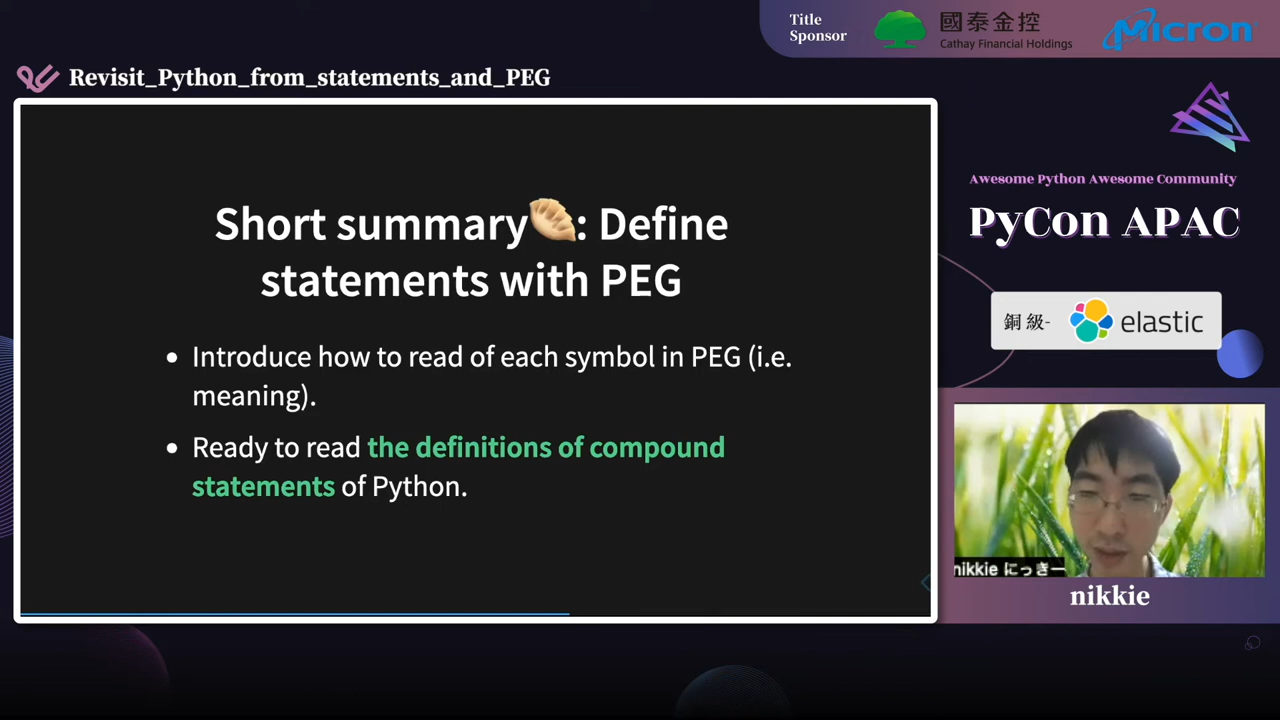 Title
Sponsor
國泰金控
Cathay Financial Holdings
Micron
Revisit_Python_from_statements_and_PEG
Short summary🥟: Define
statements with PEG
• Introduce how to read of each symbol in PEG (i.e.
meaning).
• Ready to read the definitions of compound
statements of Python.
Awesome Python Awesome Community
PyCon APAC
銅級-
elastic
nikkie にっきー
nikkie